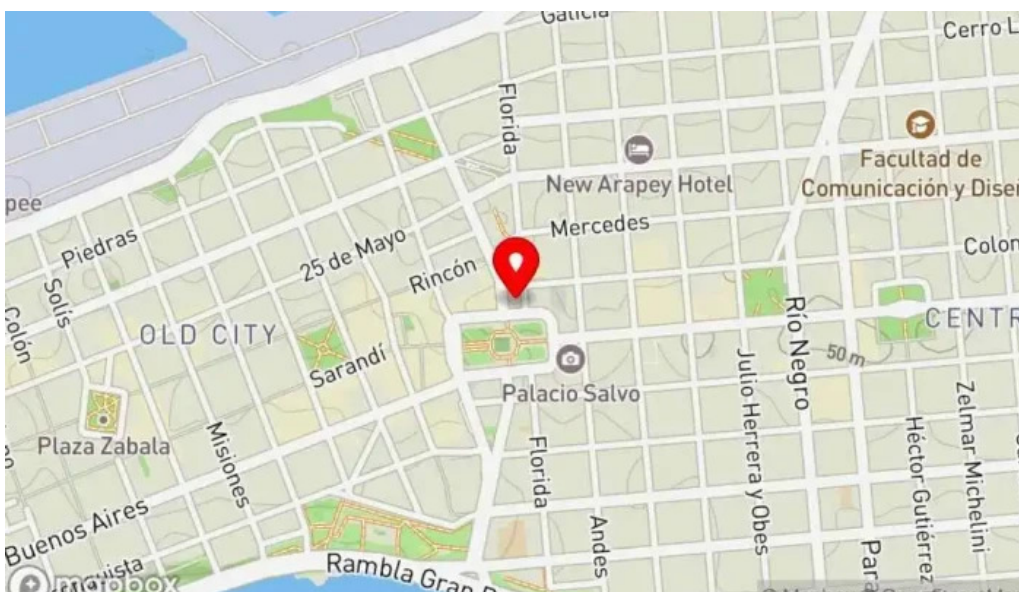 Galicia
Cerro L
Florida
Facultad de
Comunicación y Diseñ
New Arapey Hotel
pee
Mercedes
Piedras
25 de Mayo
Rincón
Colon
Solís
Colón
OLD CITY
Sarandí
Río Negro
CENTR
50 m
Palacio Salvo
Julio Herrera y Obes
Zelmar Michelini
Plaza Zabala
Misiones
Florida
Héctor Gutiérrez
Buenos Aires
Andes
Para
Rambla Gran
mapbox